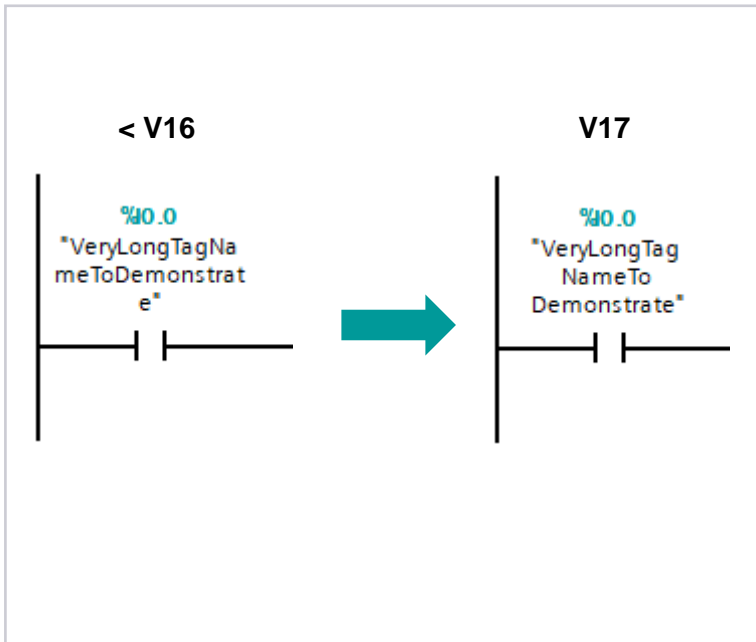 < V16
V17
%I0.0
"VeryLongTagNa
meToDemonstrat
e"
%I0.0
"VeryLongTag
NameTo
Demonstrate"